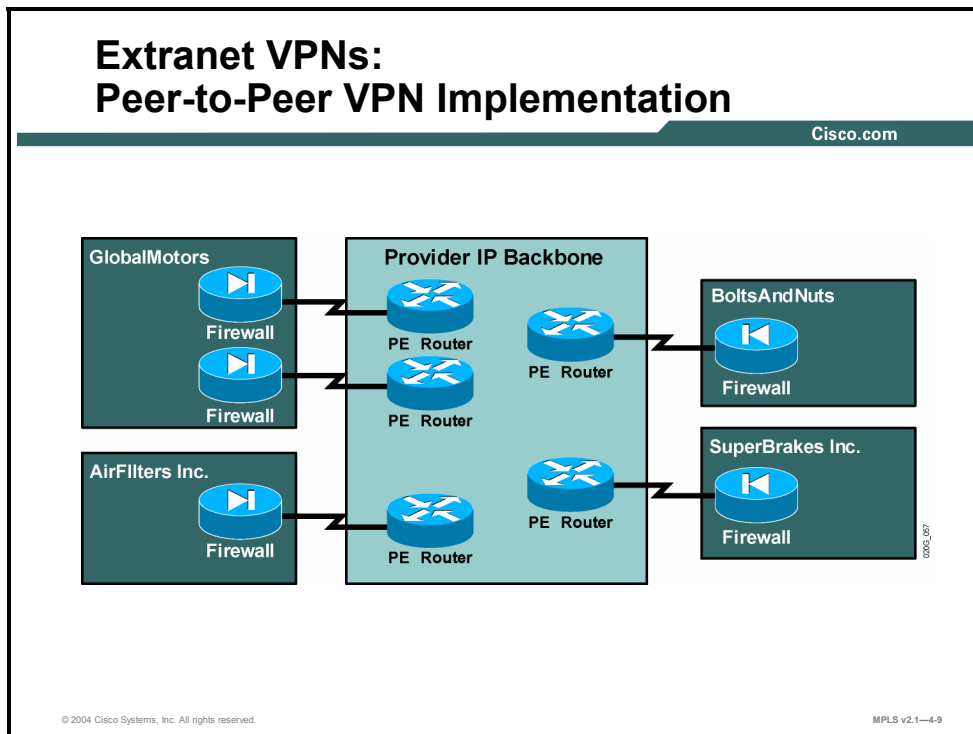 Extranet VPNs:
Peer-to-Peer VPN Implementation
Cisco.com
GlobalMotors
Firewall
Firewall
AirFIlters Inc.
Firewall
Provider IP Backbone
PE Router
PE Router
PE Router
PE Router
PE Router
BoltsAndNuts
Firewall
SuperBrakes Inc.
Firewall
020G_057
© 2004 Cisco Systems, Inc. All rights reserved.
MPLS v2.1—4-9